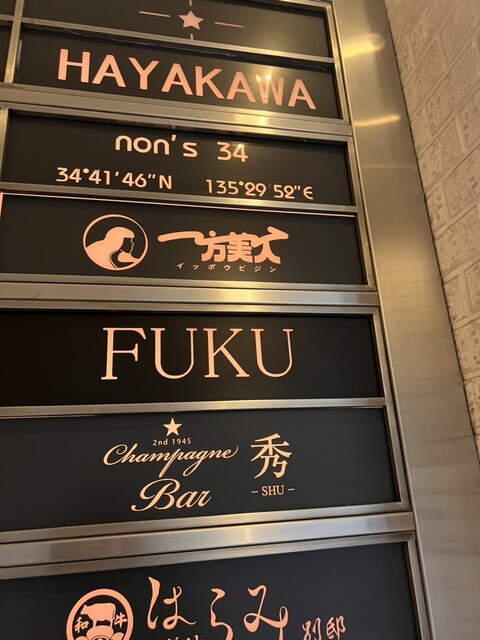 HAYAKAWA
non's 34
34°41'46"N 135°29'52"E
一方美人
イッポウビジン
FUKU
2nd 1945
Champagne
Bar
秀
-SHU-
和牛
はらみ
別邸